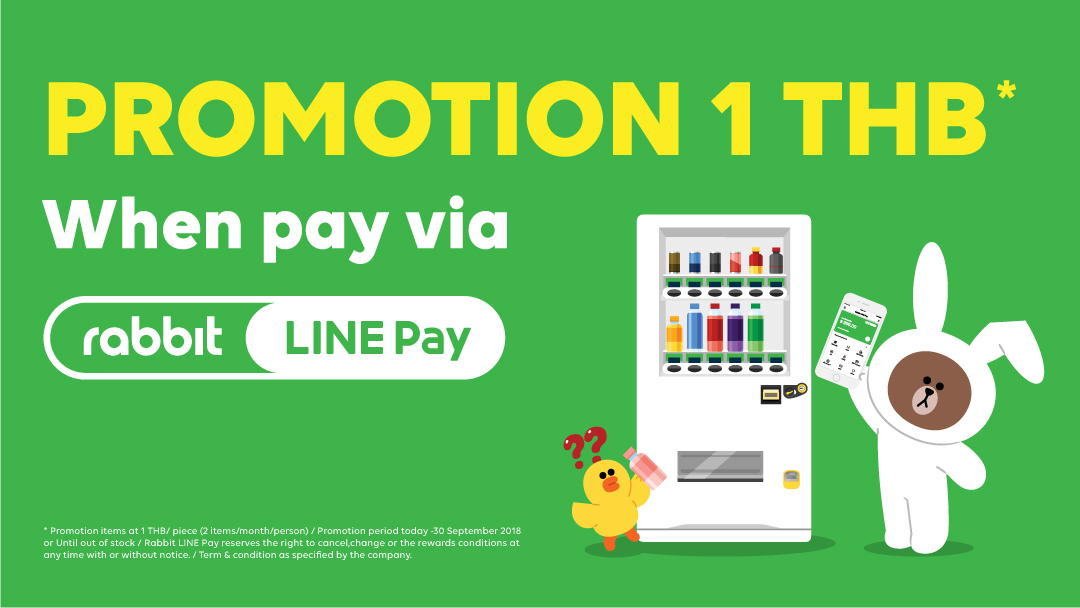 PROMOTION 1 THB*
When pay via
rabbit LINE Pay
??
* Promotion items at 1 THB/ piece (2 items/month/person) / Promotion period today -30 September 2018
or Until out of stock / Rabbit LINE Pay reserves the right to cancel,change or the rewards conditions at
any time with or without notice. / Term & condition as specified by the company.